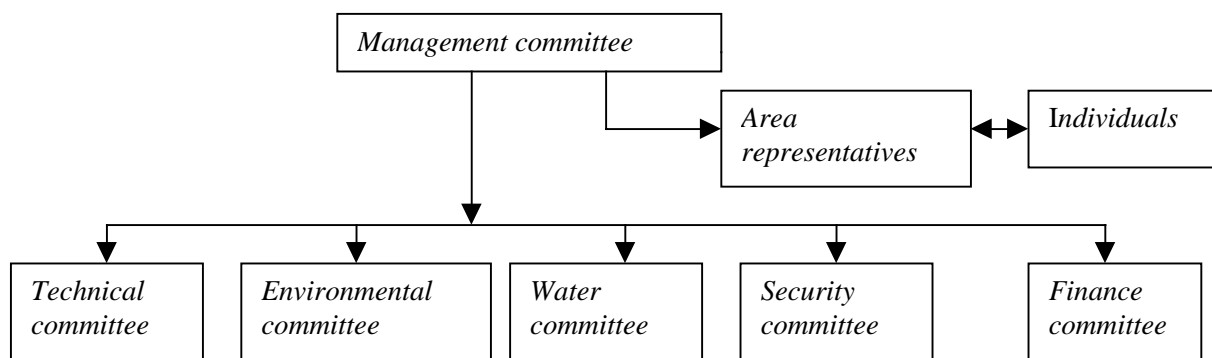 Management committee
Area
representatives
Individuals
Technical
committee
Environmental
committee
Water
committee
Security
committee
Finance
committee